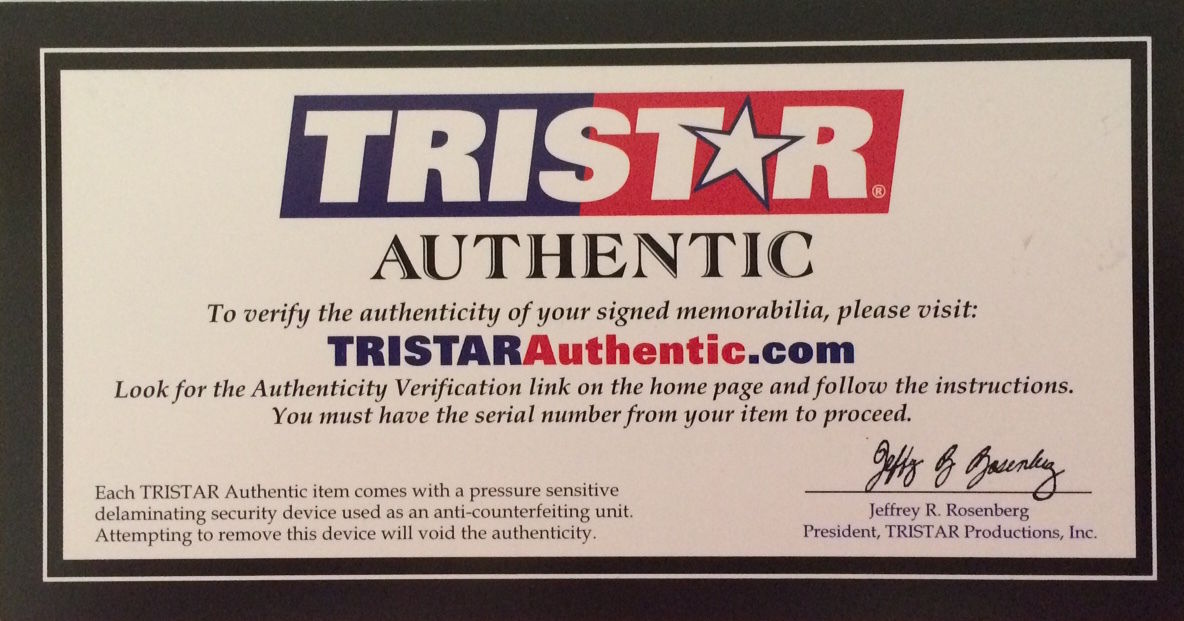 TRISTAR®
AUTHENTIC
To verify the authenticity of your signed memorabilia, please visit:
TRISTARAuthentic.com
Look for the Authenticity Verification link on the home page and follow the instructions.
You must have the serial number from your item to proceed.
Jeffrey R Rosenberg
Each TRISTAR Authentic item comes with a pressure sensitive
delaminating security device used as an anti-counterfeiting unit.
Attempting to remove this device will void the authenticity.
Jeffrey R. Rosenberg
President, TRISTAR Productions, Inc.